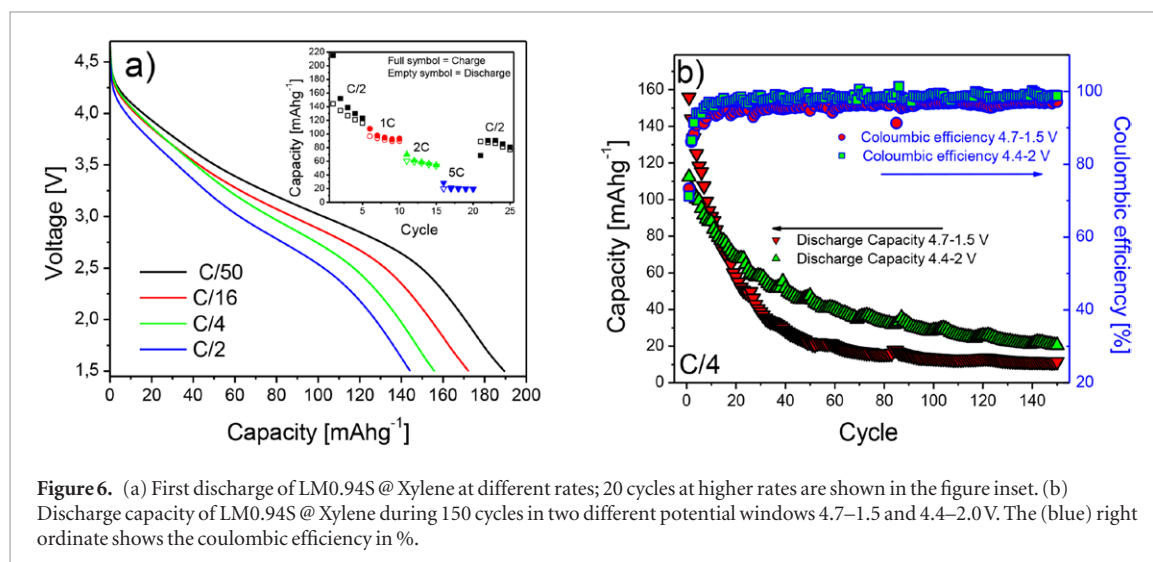 a)
Voltage [V]
4,5
4.0
3,5
3.0
2.5
2.0
1,5
0 20 40 60 80 100 120 140 160 180 200
Capacity [mAhg-1]
C/50
C/16
C/4
C/2
Full symbol = Charge
Empty symbol = Discharge
Capacity [mAhg-1]
220
200
180
160
140
120
100
80
60
40
20
0
C/2
1C
2C
5C
C/2
0 5 10 15 20 25
Cycle
b)
Capacity [mAhg-1]
160
140
120
100
80
60
40
20
0
Coloumbic efficiency 4.7-1.5 V
Coloumbic efficiency 4.4-2 V
Discharge Capacity 4.7-1.5 V
Discharge Capacity 4.4-2 V
C/4
0 20 40 60 80 100 120 140
Cycle
100
90
80
70
60
50
40
30
20
Coulombic efficiency [%]
Figure 6. (a) First discharge of LM0.94S @ Xylene at different rates; 20 cycles at higher rates are shown in the figure inset. (b)
Discharge capacity of LM0.94S @ Xylene during 150 cycles in two different potential windows 4.7–1.5 and 4.4–2.0 V. The (blue) right
ordinate shows the coulombic efficiency in %.